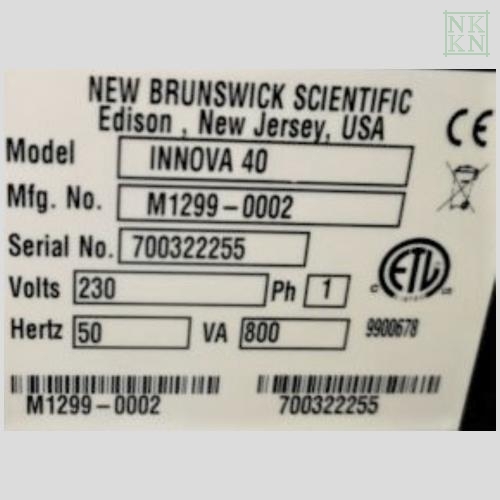 NK
KN
NEW BRUNSWICK SCIENTIFIC
Edison , New Jersey, USA
CE
Model INNOVA 40
Mfg. No. M1299-0002
Serial No. 700322255
Volts 230 Ph 1
ETL
Hertz 50 VA 800 9900678
M1299-0002 700322255